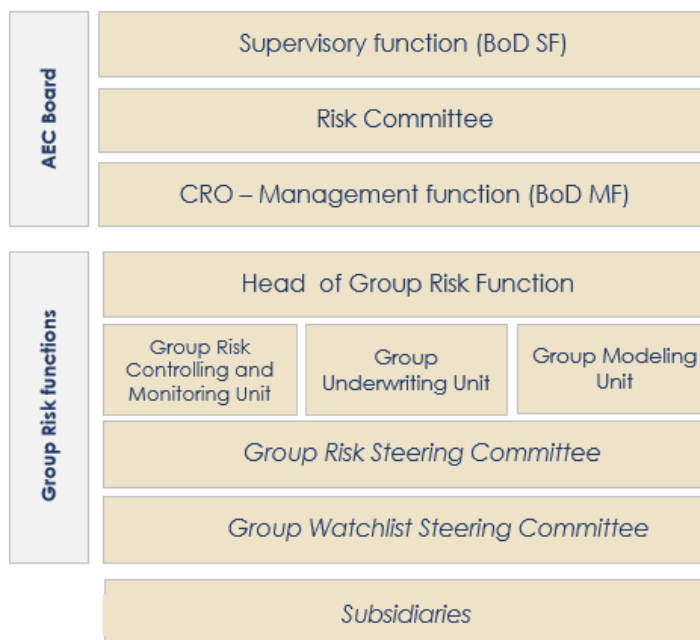 AEC Board
Supervisory function (BoD SF)
Risk Committee
CRO – Management function (BoD MF)
Group Risk functions
Head of Group Risk Function
Group Risk
Controlling and
Monitoring Unit
Group
Underwriting Unit
Group Modeling
Unit
Group Risk Steering Committee
Group Watchlist Steering Committee
Subsidiaries